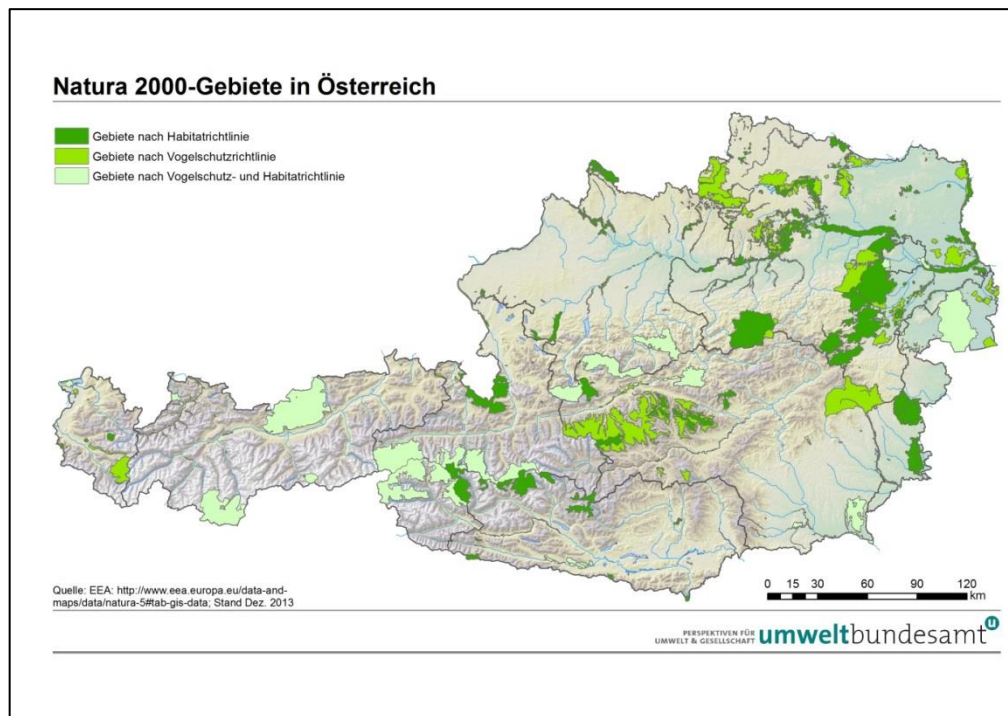 Natura 2000-Gebiete in Österreich
Gebiete nach Habitatrichtlinie
Gebiete nach Vogelschutzrichtlinie
Gebiete nach Vogelschutz- und Habitatrichtlinie
Quelle: EEA: http://www.eea.europa.eu/data-and-
maps/data/natura-5#tab-gis-data; Stand Dez. 2013
0 15 30 60 90 120
km
PERSPEKTIVEN FÜR
UMWELT & GESELLSCHAFT
umweltbundesamt
u